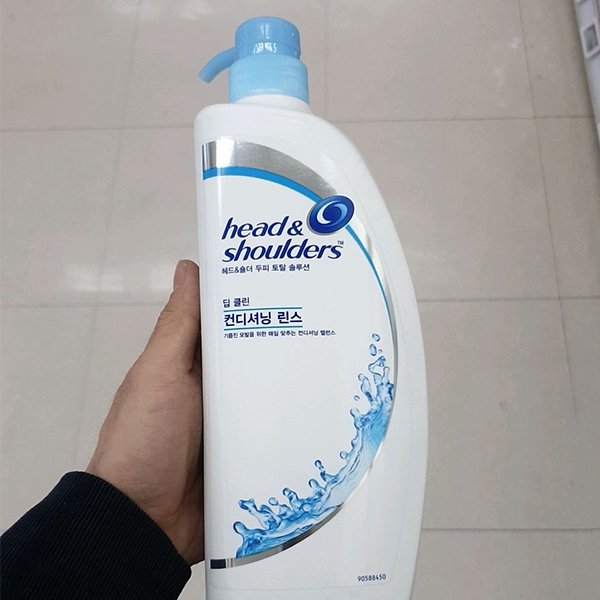 head &
shoulders™
헤드&숄더 두피 토탈 솔루션
딥 클린
컨디셔닝 린스
기름진 모발을 위한 매일 맞추는 컨디셔닝 밸런스
90588450